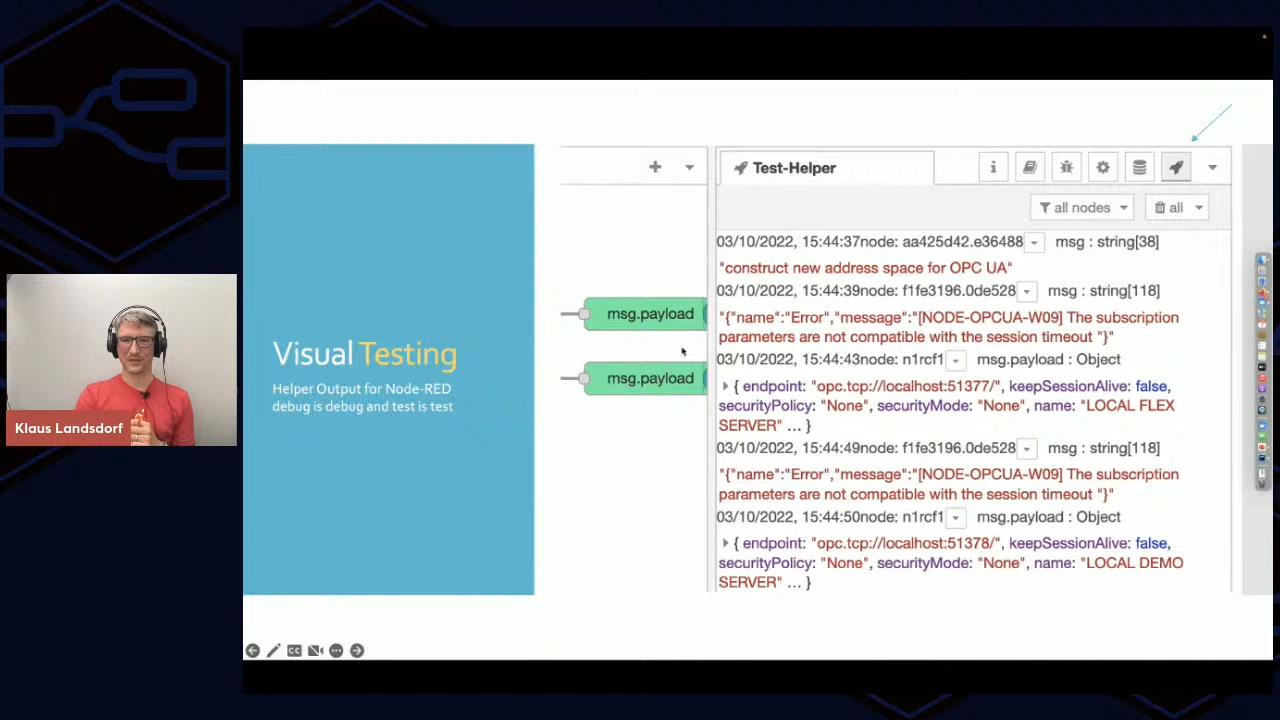 Klaus Landsdorf
Visual Testing
Helper Output for Node-RED
debug is debug and test is test
msg.payload
msg.payload
Test-Helper
all nodes
all
03/10/2022, 15:44:37node: aa425d42.e36488 msg : string[38]
"construct new address space for OPC UA"
03/10/2022, 15:44:39node: f1fe3196.0de528 msg : string[118]
"{"name":"Error","message":"[NODE-OPCUA-W09] The subscription
parameters are not compatible with the session timeout "}"
03/10/2022, 15:44:43node: n1rcf1 msg.payload : Object
{ endpoint: "opc.tcp://localhost:51377/", keepSessionAlive: false,
securityPolicy: "None", securityMode: "None", name: "LOCAL FLEX
SERVER" … }
03/10/2022, 15:44:49node: f1fe3196.0de528 msg : string[118]
"{"name":"Error","message":"[NODE-OPCUA-W09] The subscription
parameters are not compatible with the session timeout "}"
03/10/2022, 15:44:50node: n1rcf1 msg.payload : Object
{ endpoint: "opc.tcp://localhost:51378/", keepSessionAlive: false,
securityPolicy: "None", securityMode: "None", name: "LOCAL DEMO
SERVER" … }
CC